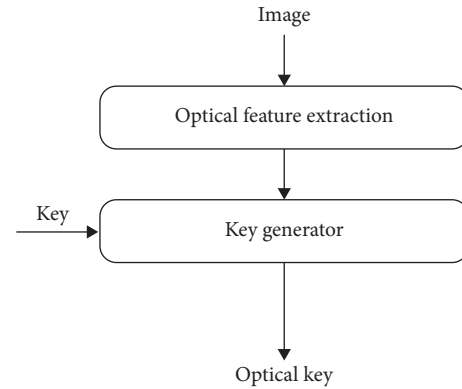 Image
Optical feature extraction
Key
Key generator
Optical key